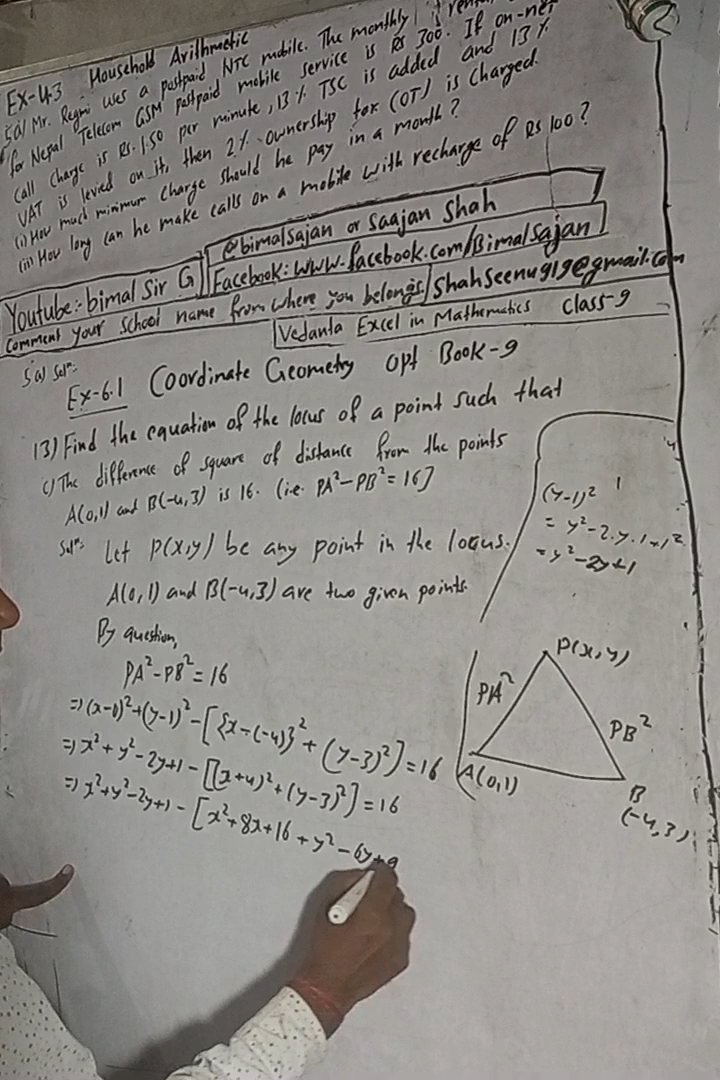 EX-4.3 Household Arithmetic
5a) Mr. Regmi uses a postpaid NTC mobile. The monthly rental
for Nepal Telecom GSM postpaid mobile service is RS 300. If on-net
call charge is Rs. 1.50 per minute, 13% TSC is added and 13%
VAT is levied on it, then 2% ownership tax (OT) is charged.
(i) How much minimum charge should he pay in a month?
(ii) How long can he make calls on a mobile with recharge of RS 100?
@bimalsajan or Saajan Shah
Youtube:- bimal Sir G
Facebook: www.facebook.com/Bimalsajan
Comment your school name from where you belongs.
Shahseenu919@gmail.com
Vedanta Excel in Mathematics Class-9
5a) Solⁿ:
Ex-6.1 Coordinate Geometry opt Book-9
13) Find the equation of the locus of a point such that
c) The difference of square of distance from the points
A(0,1) and B(-4,3) is 16. (i.e. PA²-PB²=16]
Solⁿ: Let P(x,y) be any point in the locus.
A(0,1) and B(-4,3) are two given points
By question,
PA²-PB²=16
=> (x-0)²+(y-1)²-[{x-(-4)}²+(y-3)²]=16
=> x²+y²-2y+1-[(x+4)²+(y-3)²]=16
=> x²+y²-2y+1-[x²+8x+16+y²-6y+9
(y-1)²
= y²-2.y.1+1²
= y²-2y+1
P(x,y)
PA²
PB²
A(0,1)
B
(-4,3)